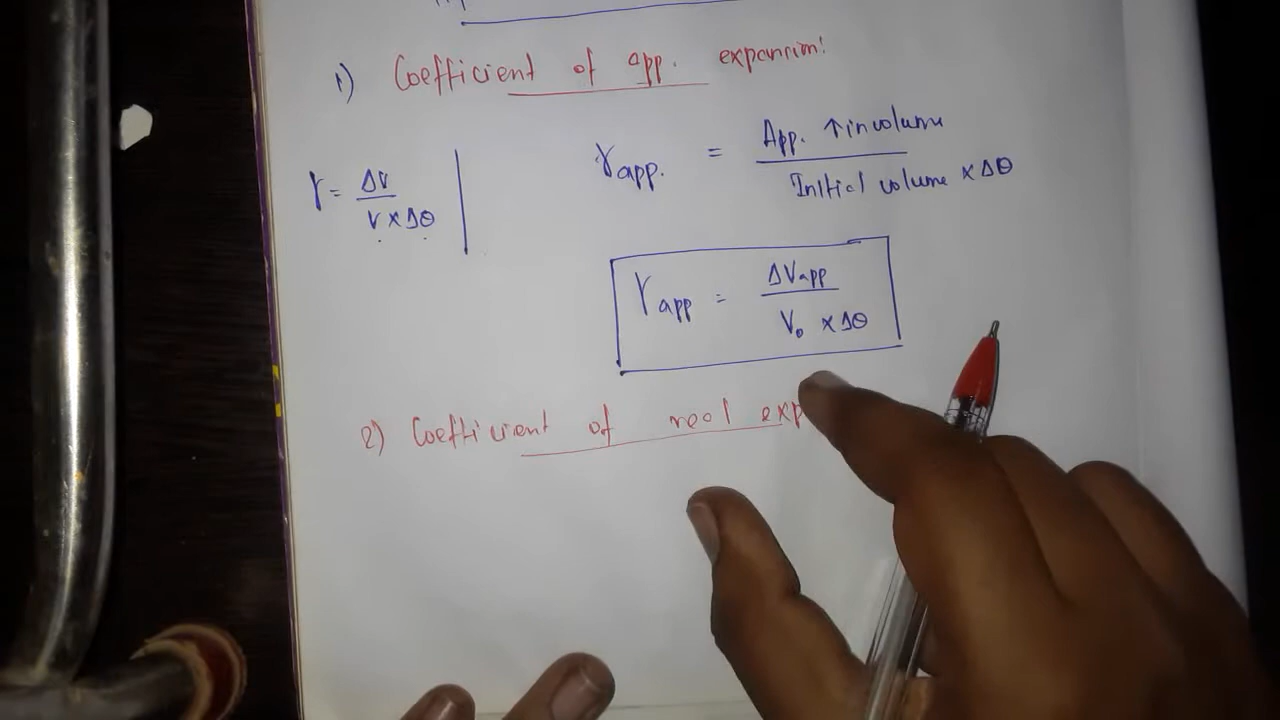 1) Coefficient of app. expansion:
γapp. = App. ↑ in volume / Initial volume × Δθ
γ = ΔV / V × Δθ
γapp = ΔVapp / V₀ × Δθ
2) Coefficient of real exp